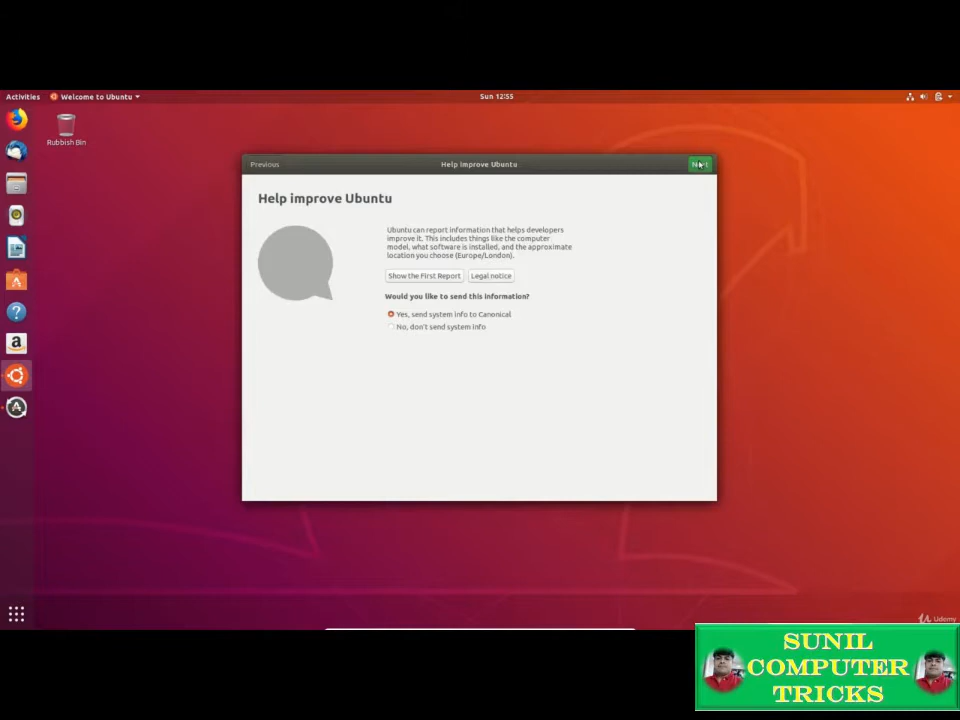 Activities
Welcome to Ubuntu
Sun 12:55
Rubbish Bin
Previous
Help improve Ubuntu
Next
Help improve Ubuntu
Ubuntu can report information that helps developers
improve it. This includes things like the computer
model, what software is installed, and the approximate
location you choose (Europe/London).
Show the First Report
Legal notice
Would you like to send this information?
Yes, send system info to Canonical
No, don't send system info
Udemy
SUNIL
COMPUTER
TRICKS